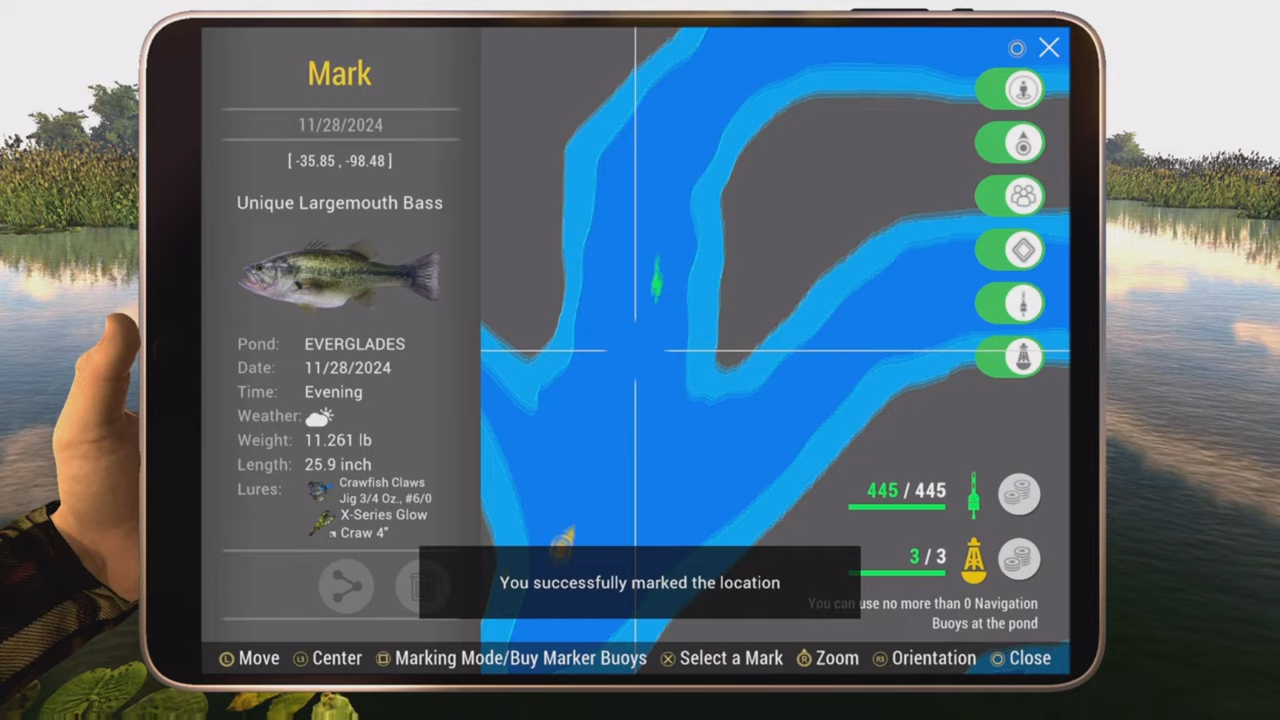 Mark
11/28/2024
[ -35.85 , -98.48 ]
Unique Largemouth Bass
Pond: EVERGLADES
Date: 11/28/2024
Time: Evening
Weather:
Weight: 11.261 lb
Length: 25.9 inch
Lures: Crawfish Claws
Jig 3/4 Oz., #6/0
X-Series Glow
Craw 4"
445 / 445
3 / 3
You successfully marked the location
You can use no more than 0 Navigation
Buoys at the pond
L Move L3 Center Marking Mode/Buy Marker Buoys Select a Mark R Zoom R3 Orientation Close